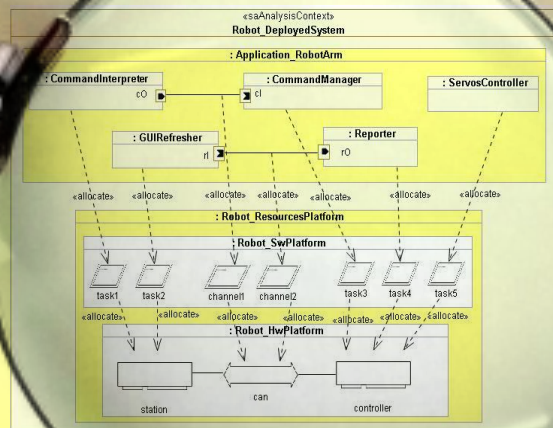 «saAnalysisContext»
Robot_DeployedSystem
: Application_RobotArm
: CommandInterpreter
: CommandManager
: ServosController
cO
cI
: GUIRefresher
: Reporter
rI
rO
«allocate» «allocate» «allocate» «allocate» «allocate» «allocate» «allocate»
: Robot_ResourcesPlatform
: Robot_SwPlatform
task1 task2 channel1 channel2 task3 task4 task5
«allocate» «allocate» «allocate» «allocate» «allocate» «allocate» «allocate»
: Robot_HwPlatform
station
can
controller